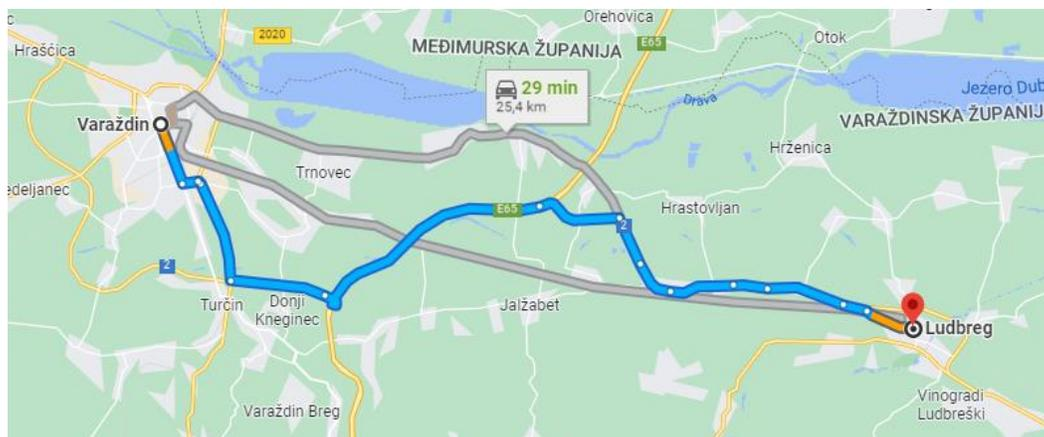 Orehovica
Hrašćica
2020
E65
Otok
MEĐIMURSKA ŽUPANIJA
29 min
25,4 km
Jezero Dub
Drava
VARAŽDINSKA ŽUPANIJ
Varaždin
Hrženica
Trnovec
edeljanec
E65
Hrastovljan
2
2
Turčin
Donji
Kneginec
Jalžabet
Ludbreg
Varaždin Breg
Vinogradi
Ludbreški